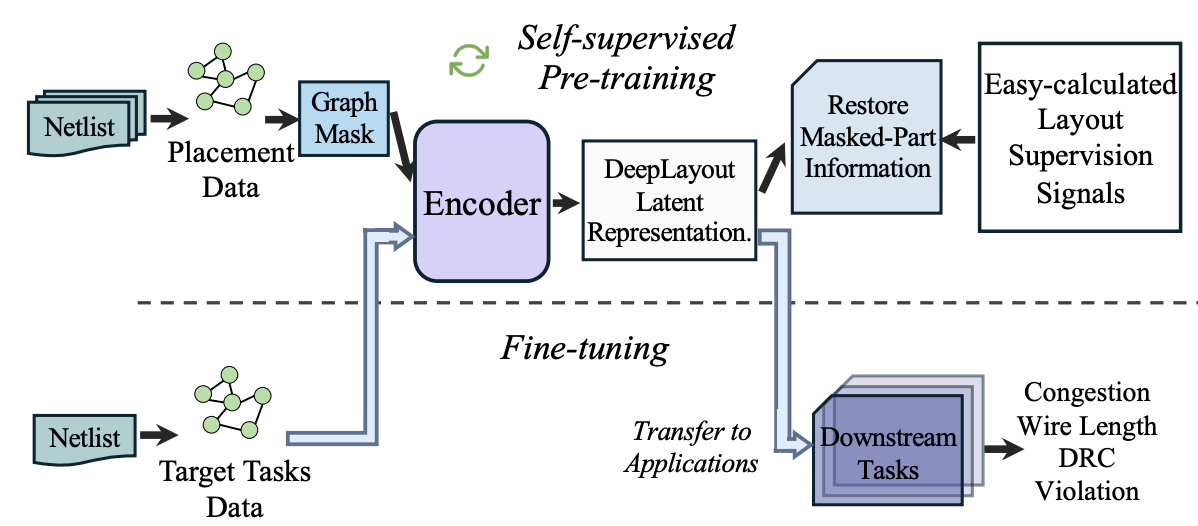 Self-supervised
Pre-training
Netlist
Placement
Data
Graph
Mask
Encoder
DeepLayout
Latent
Representation.
Restore
Masked-Part
Information
Easy-calculated
Layout
Supervision
Signals
Fine-tuning
Netlist
Target Tasks
Data
Transfer to
Applications
Downstream
Tasks
Congestion
Wire Length
DRC
Violation